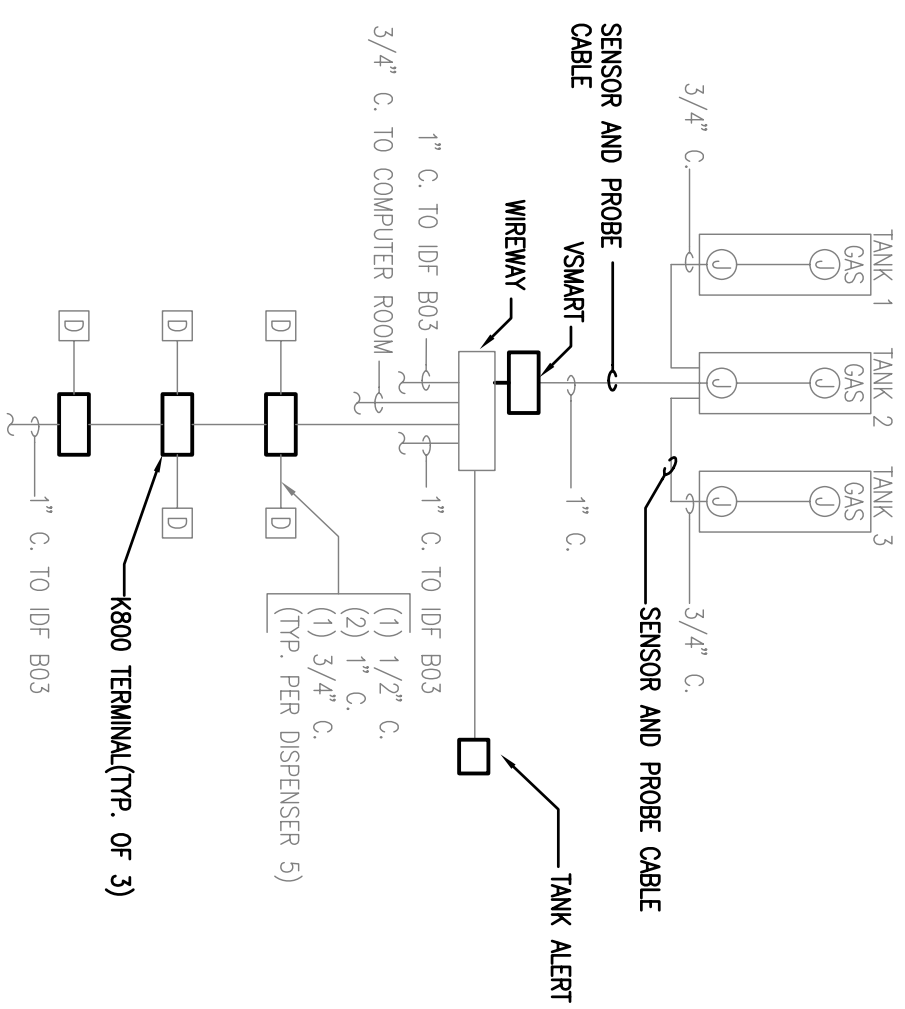 TANK 1
GAS
J
J
TANK 2
GAS
J
J
TANK 3
GAS
J
J
3/4" C.
3/4" C.
SENSOR AND PROBE
CABLE
SENSOR AND PROBE CABLE
VSMART
1" C.
WIREWAY
TANK ALERT
1" C. TO IDF B03
3/4" C. TO COMPUTER ROOM
1" C. TO IDF B03
(1) 1/2" C.
(2) 1" C.
(1) 3/4" C.
(TYP. PER DISPENSER 5)
D
D
D
D
D
K800 TERMINAL(TYP. OF 3)
1" C. TO IDF B03